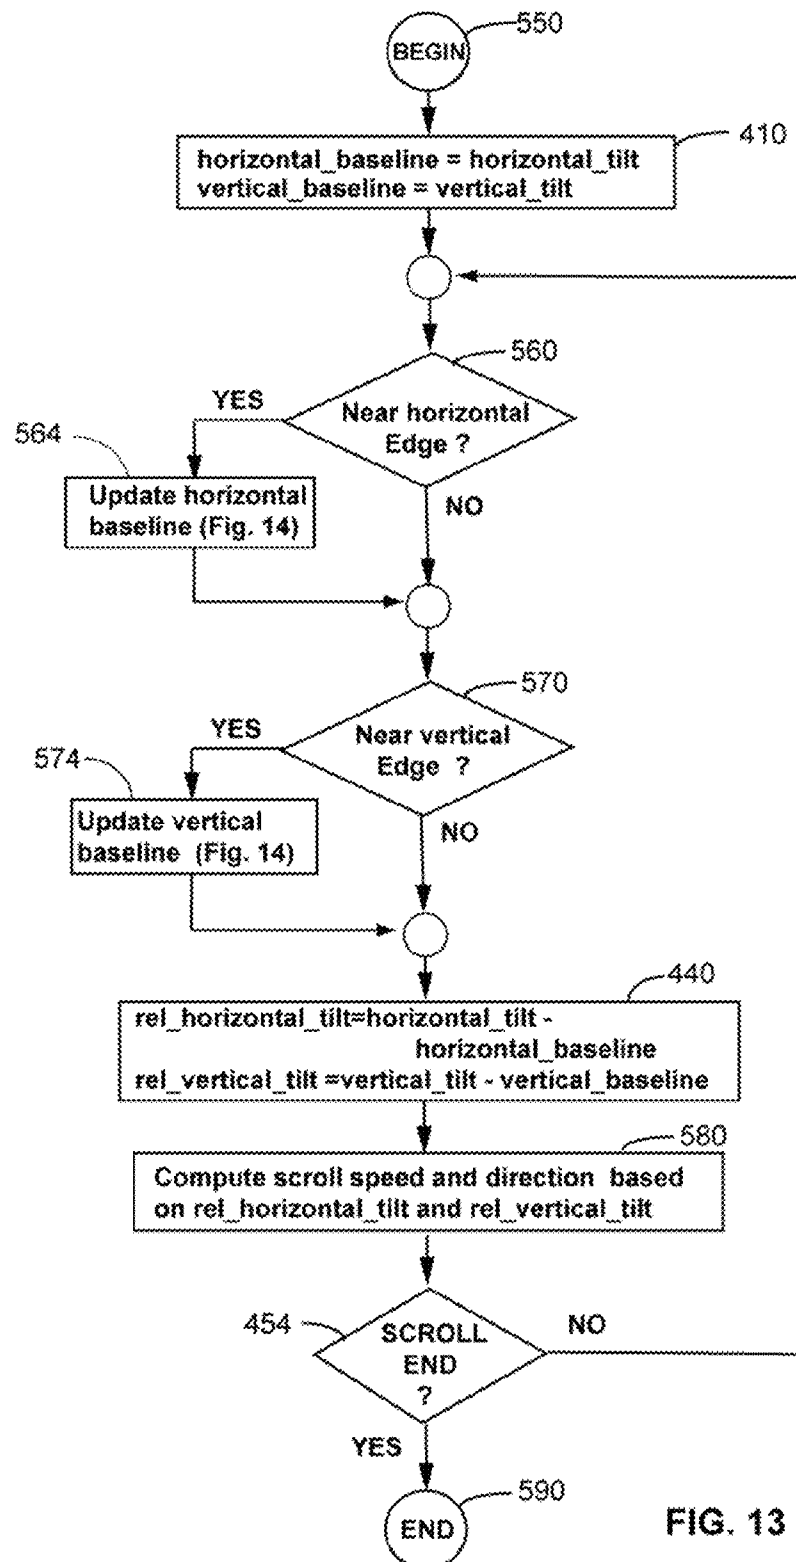 550
BEGIN
410
horizontal_baseline = horizontal_tilt
vertical_baseline = vertical_tilt
560
YES
Near horizontal
Edge ?
564
Update horizontal
baseline (Fig. 14)
NO
570
YES
Near vertical
Edge ?
574
Update vertical
baseline (Fig. 14)
NO
440
rel_horizontal_tilt=horizontal_tilt -
horizontal_baseline
rel_vertical_tilt =vertical_tilt - vertical_baseline
580
Compute scroll speed and direction based
on rel_horizontal_tilt and rel_vertical_tilt
454
SCROLL
END
?
NO
YES
590
END
FIG. 13